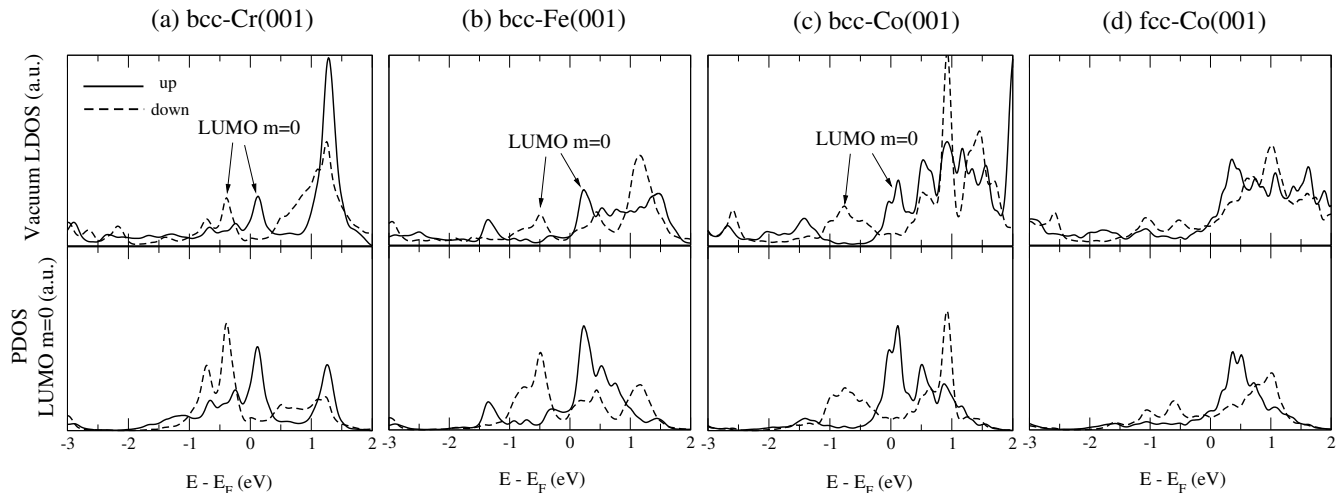 (a) bcc-Cr(001) (b) bcc-Fe(001) (c) bcc-Co(001) (d) fcc-Co(001)
Vacuum LDOS (a.u.)
up
down
LUMO m=0 LUMO m=0 LUMO m=0
PDOS
LUMO m=0 (a.u.)
-3 -2 -1 0 1 2 -3 -2 -1 0 1 2 -3 -2 -1 0 1 2 -3 -2 -1 0 1 2
E - E_F (eV) E - E_F (eV) E - E_F (eV) E - E_F (eV)